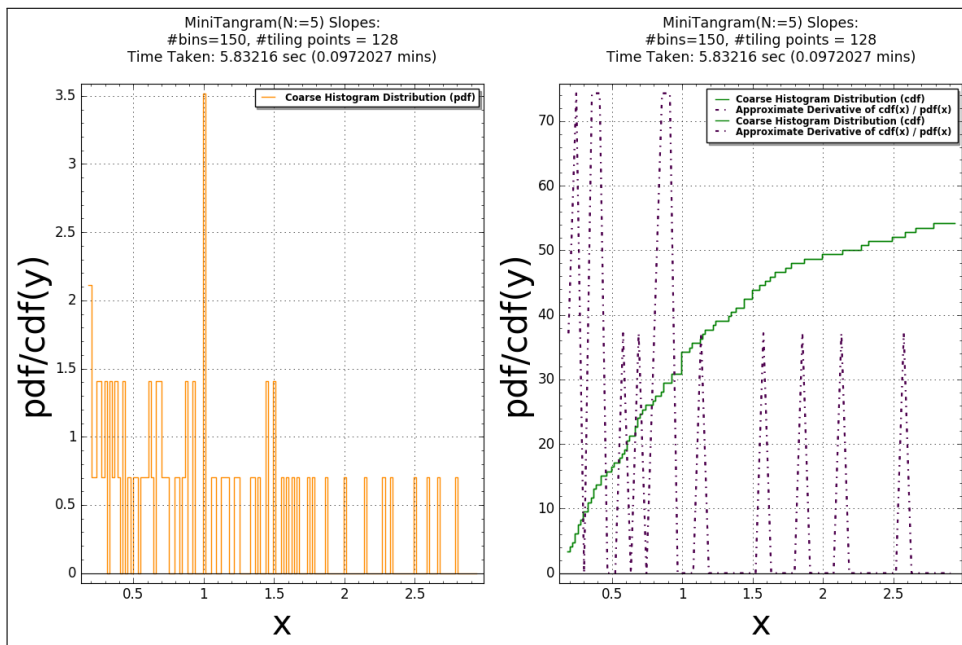 MiniTangram(N:=5) Slopes:
#bins=150, #tiling points = 128
Time Taken: 5.83216 sec (0.0972027 mins)
Coarse Histogram Distribution (pdf)
3.5
3
2.5
2
1.5
1
0.5
0
0.5
1
1.5
2
2.5
pdf/cdf(y)
x
MiniTangram(N:=5) Slopes:
#bins=150, #tiling points = 128
Time Taken: 5.83216 sec (0.0972027 mins)
Coarse Histogram Distribution (cdf)
Approximate Derivative of cdf(x) / pdf(x)
Coarse Histogram Distribution (cdf)
Approximate Derivative of cdf(x) / pdf(x)
70
60
50
40
30
20
10
0
0.5
1
1.5
2
2.5
pdf/cdf(y)
x